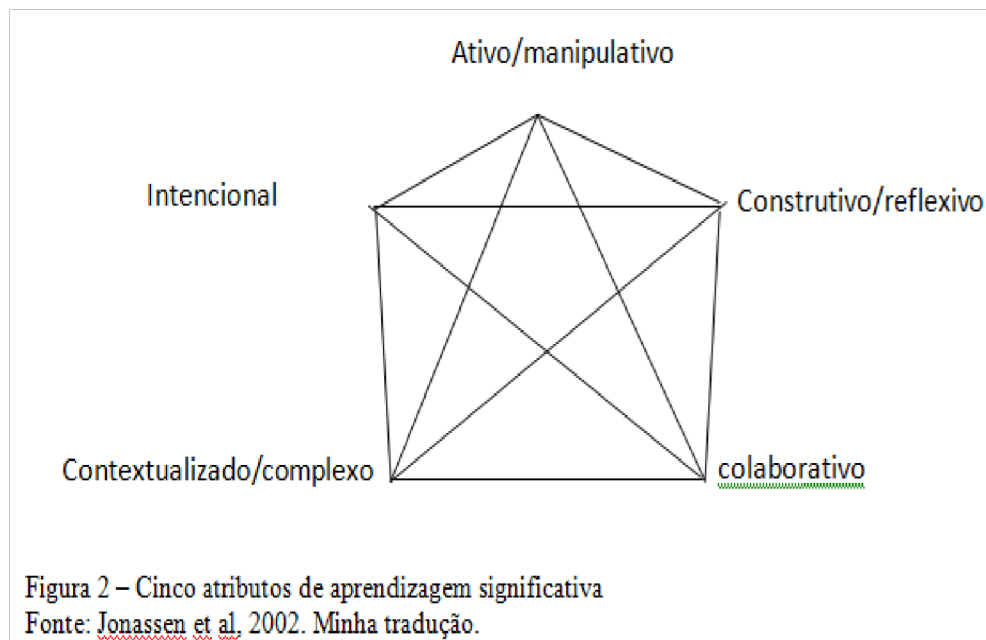 Ativo/manipulativo
Intencional
Construtivo/reflexivo
Contextualizado/complexo
colaborativo
Figura 2 – Cinco atributos de aprendizagem significativa
Fonte: Jonassen et al, 2002. Minha tradução.